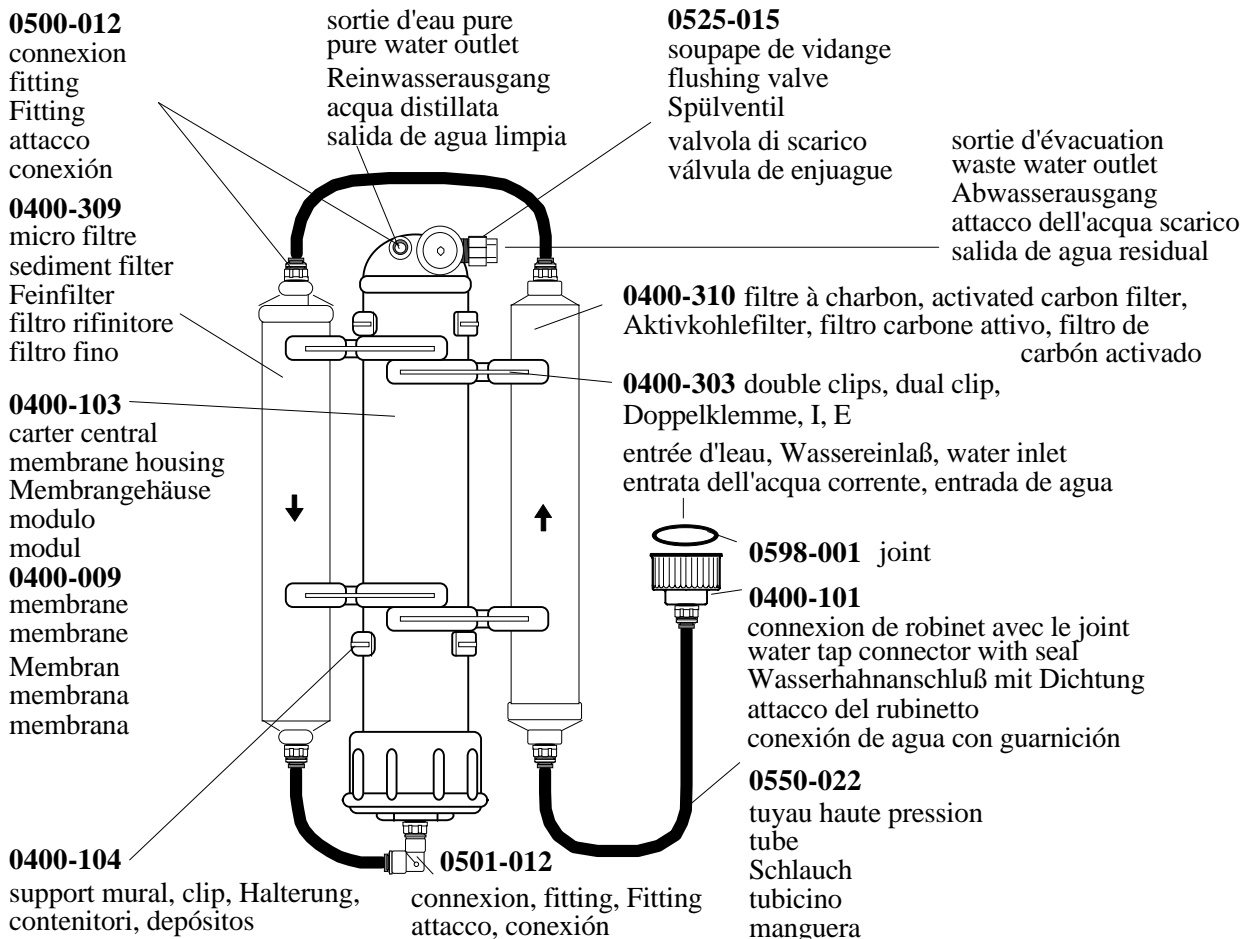 0500-012
connexion
fitting
Fitting
attacco
conexión
sortie d'eau pure
pure water outlet
Reinwasserausgang
acqua distillata
salida de agua limpia
0525-015
soupape de vidange
flushing valve
Spülventil
valvola di scarico
válvula de enjuague
sortie d'évacuation
waste water outlet
Abwasserausgang
attacco dell'acqua scarico
salida de agua residual
0400-309
micro filtre
sediment filter
Feinfilter
filtro rifinitore
filtro fino
0400-310 filtre à charbon, activated carbon filter,
Aktivkohlefilter, filtro carbone attivo, filtro de
carbón activado
0400-303 double clips, dual clip,
Doppelklemme, I, E
entrée d'leau, Wassereinlaß, water inlet
entrata dell'acqua corrente, entrada de agua
0400-103
carter central
membrane housing
Membrangehäuse
modulo
modul
0400-009
membrane
membrane
Membran
membrana
membrana
0598-001 joint
0400-101
connexion de robinet avec le joint
water tap connector with seal
Wasserhahnanschluß mit Dichtung
attacco del rubinetto
conexión de agua con guarnición
0550-022
tuyau haute pression
tube
Schlauch
tubicino
manguera
0400-104
support mural, clip, Halterung,
contenitori, depósitos
0501-012
connexion, fitting, Fitting
attacco, conexión